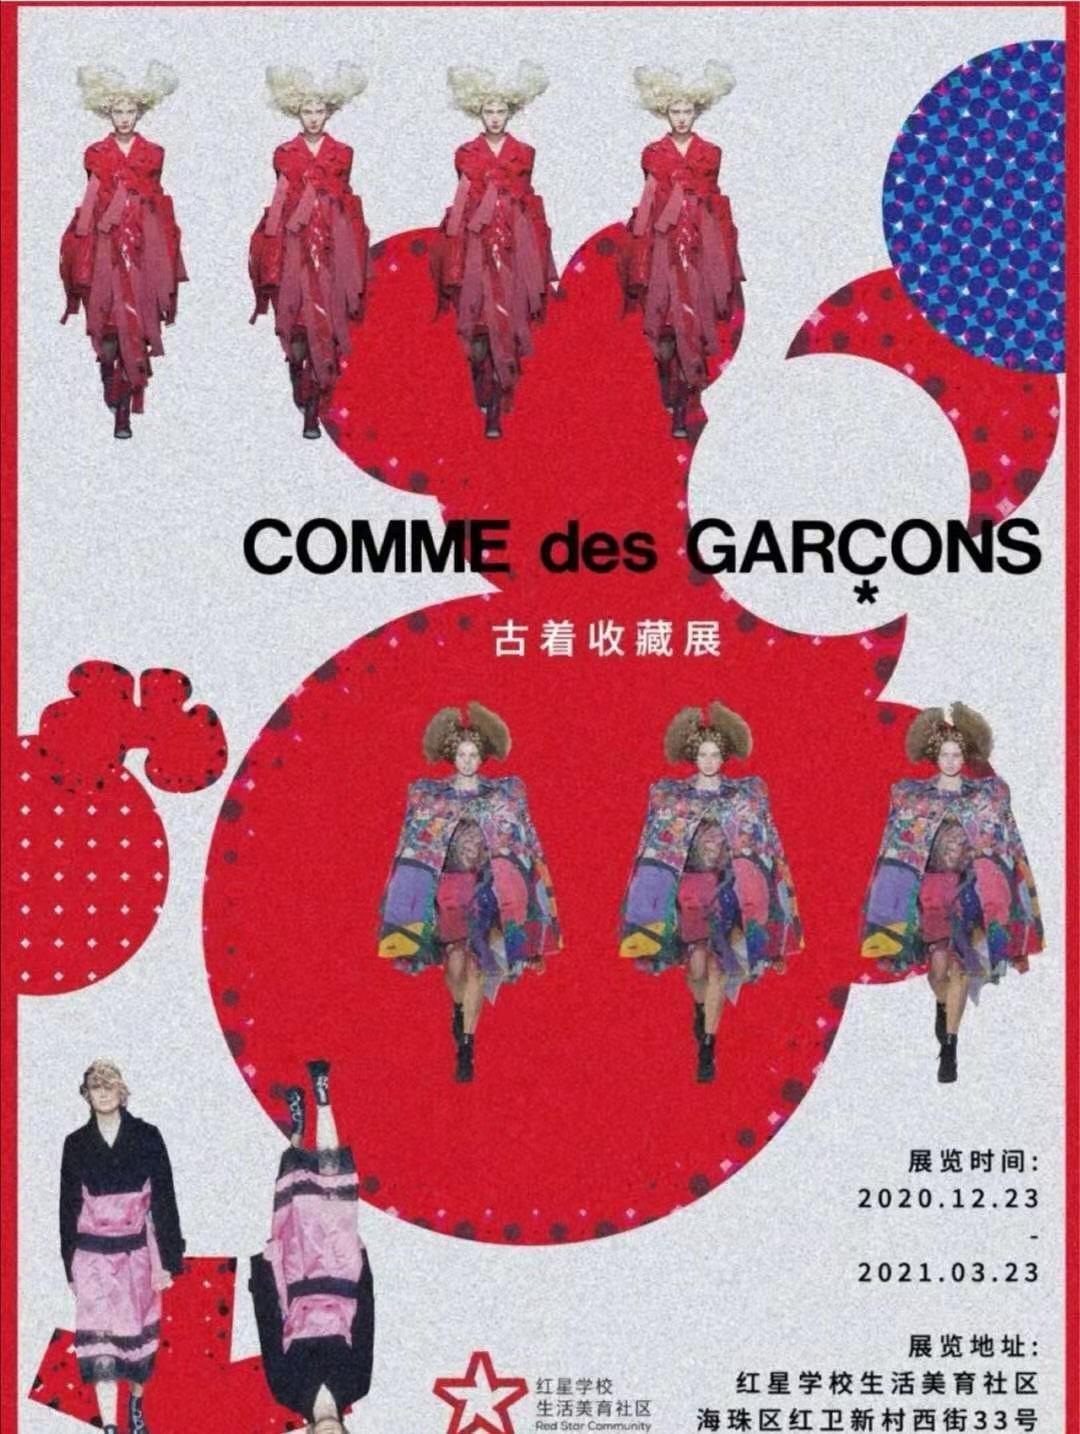 COMME des GARÇONS
*
古着收藏展
展览时间:
2020.12.23
-
2021.03.23
展览地址:
红星学校生活美育社区
海珠区红卫新村西街33号
红星学校
生活美育社区
Red Star Community